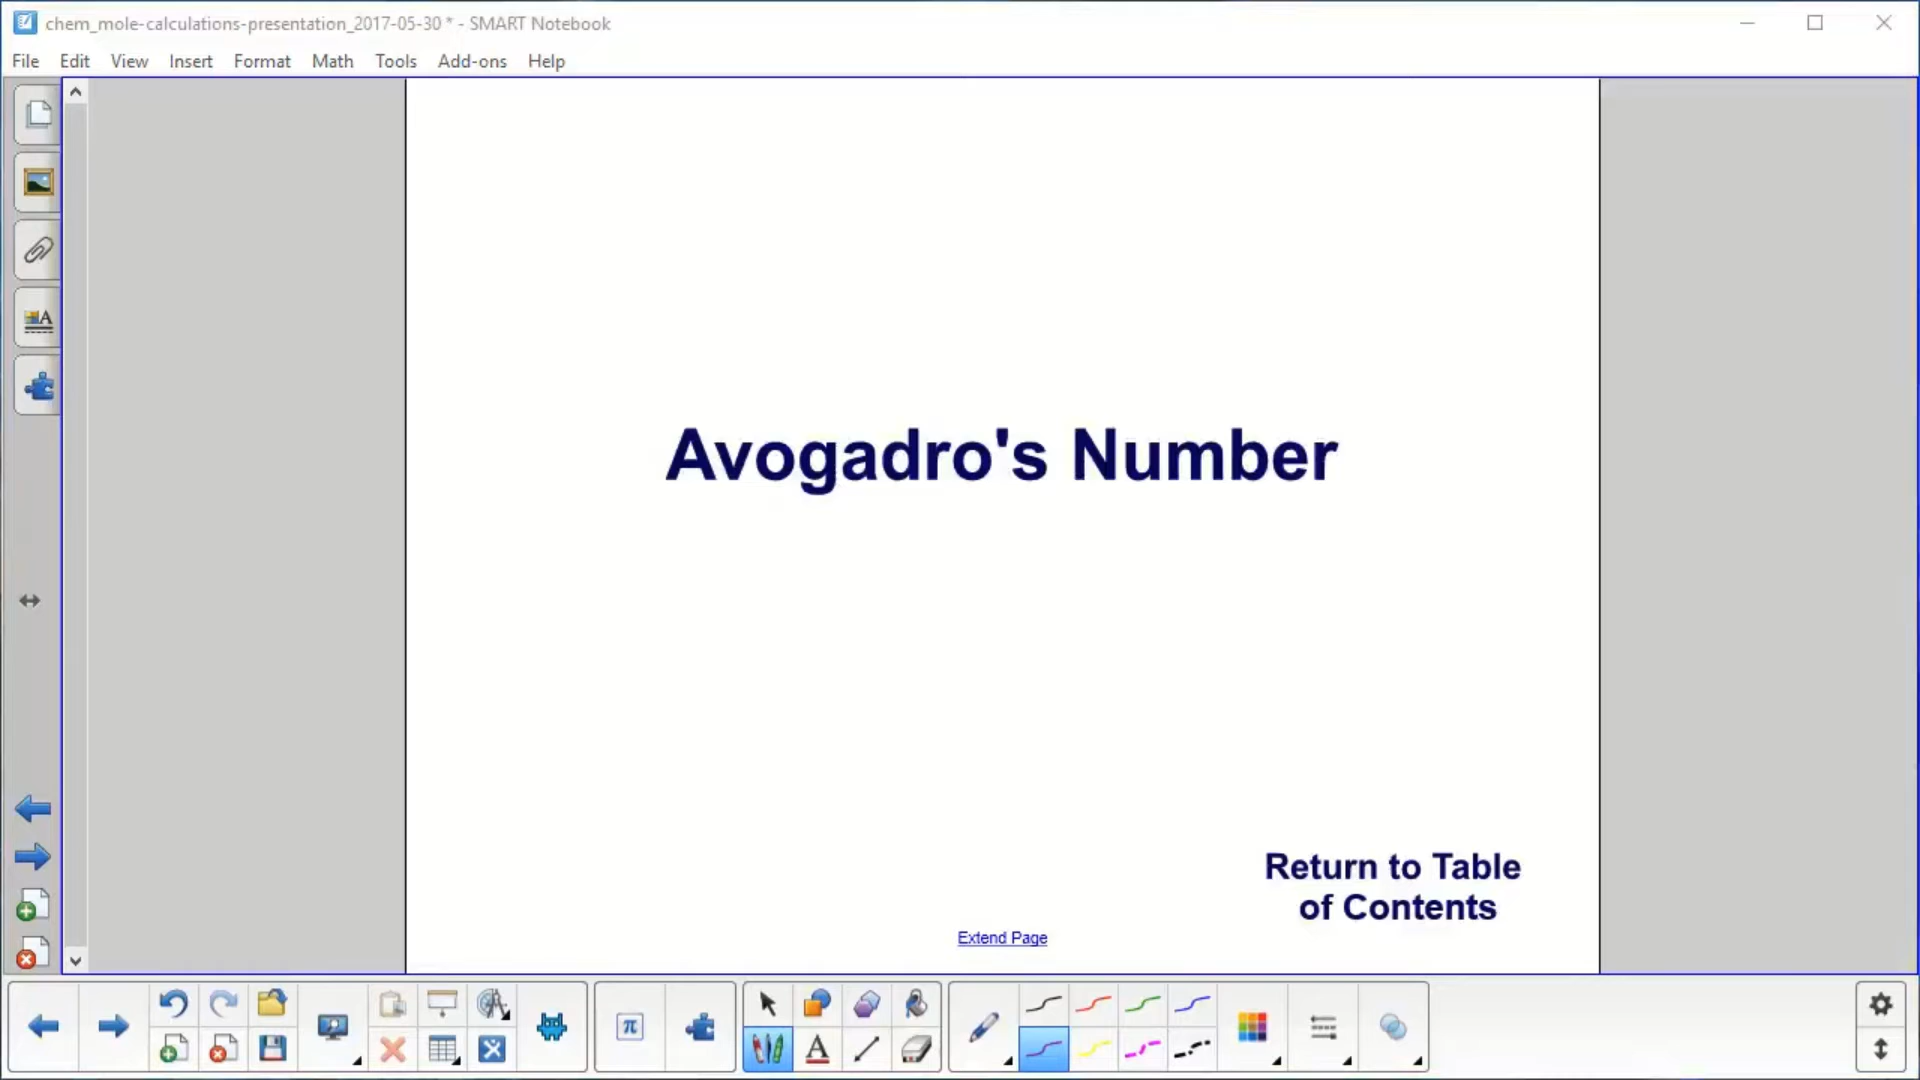 chem_mole-calculations-presentation_2017-05-30 * - SMART Notebook
File Edit View Insert Format Math Tools Add-ons Help
Avogadro's Number
Return to Table
of Contents
Extend Page